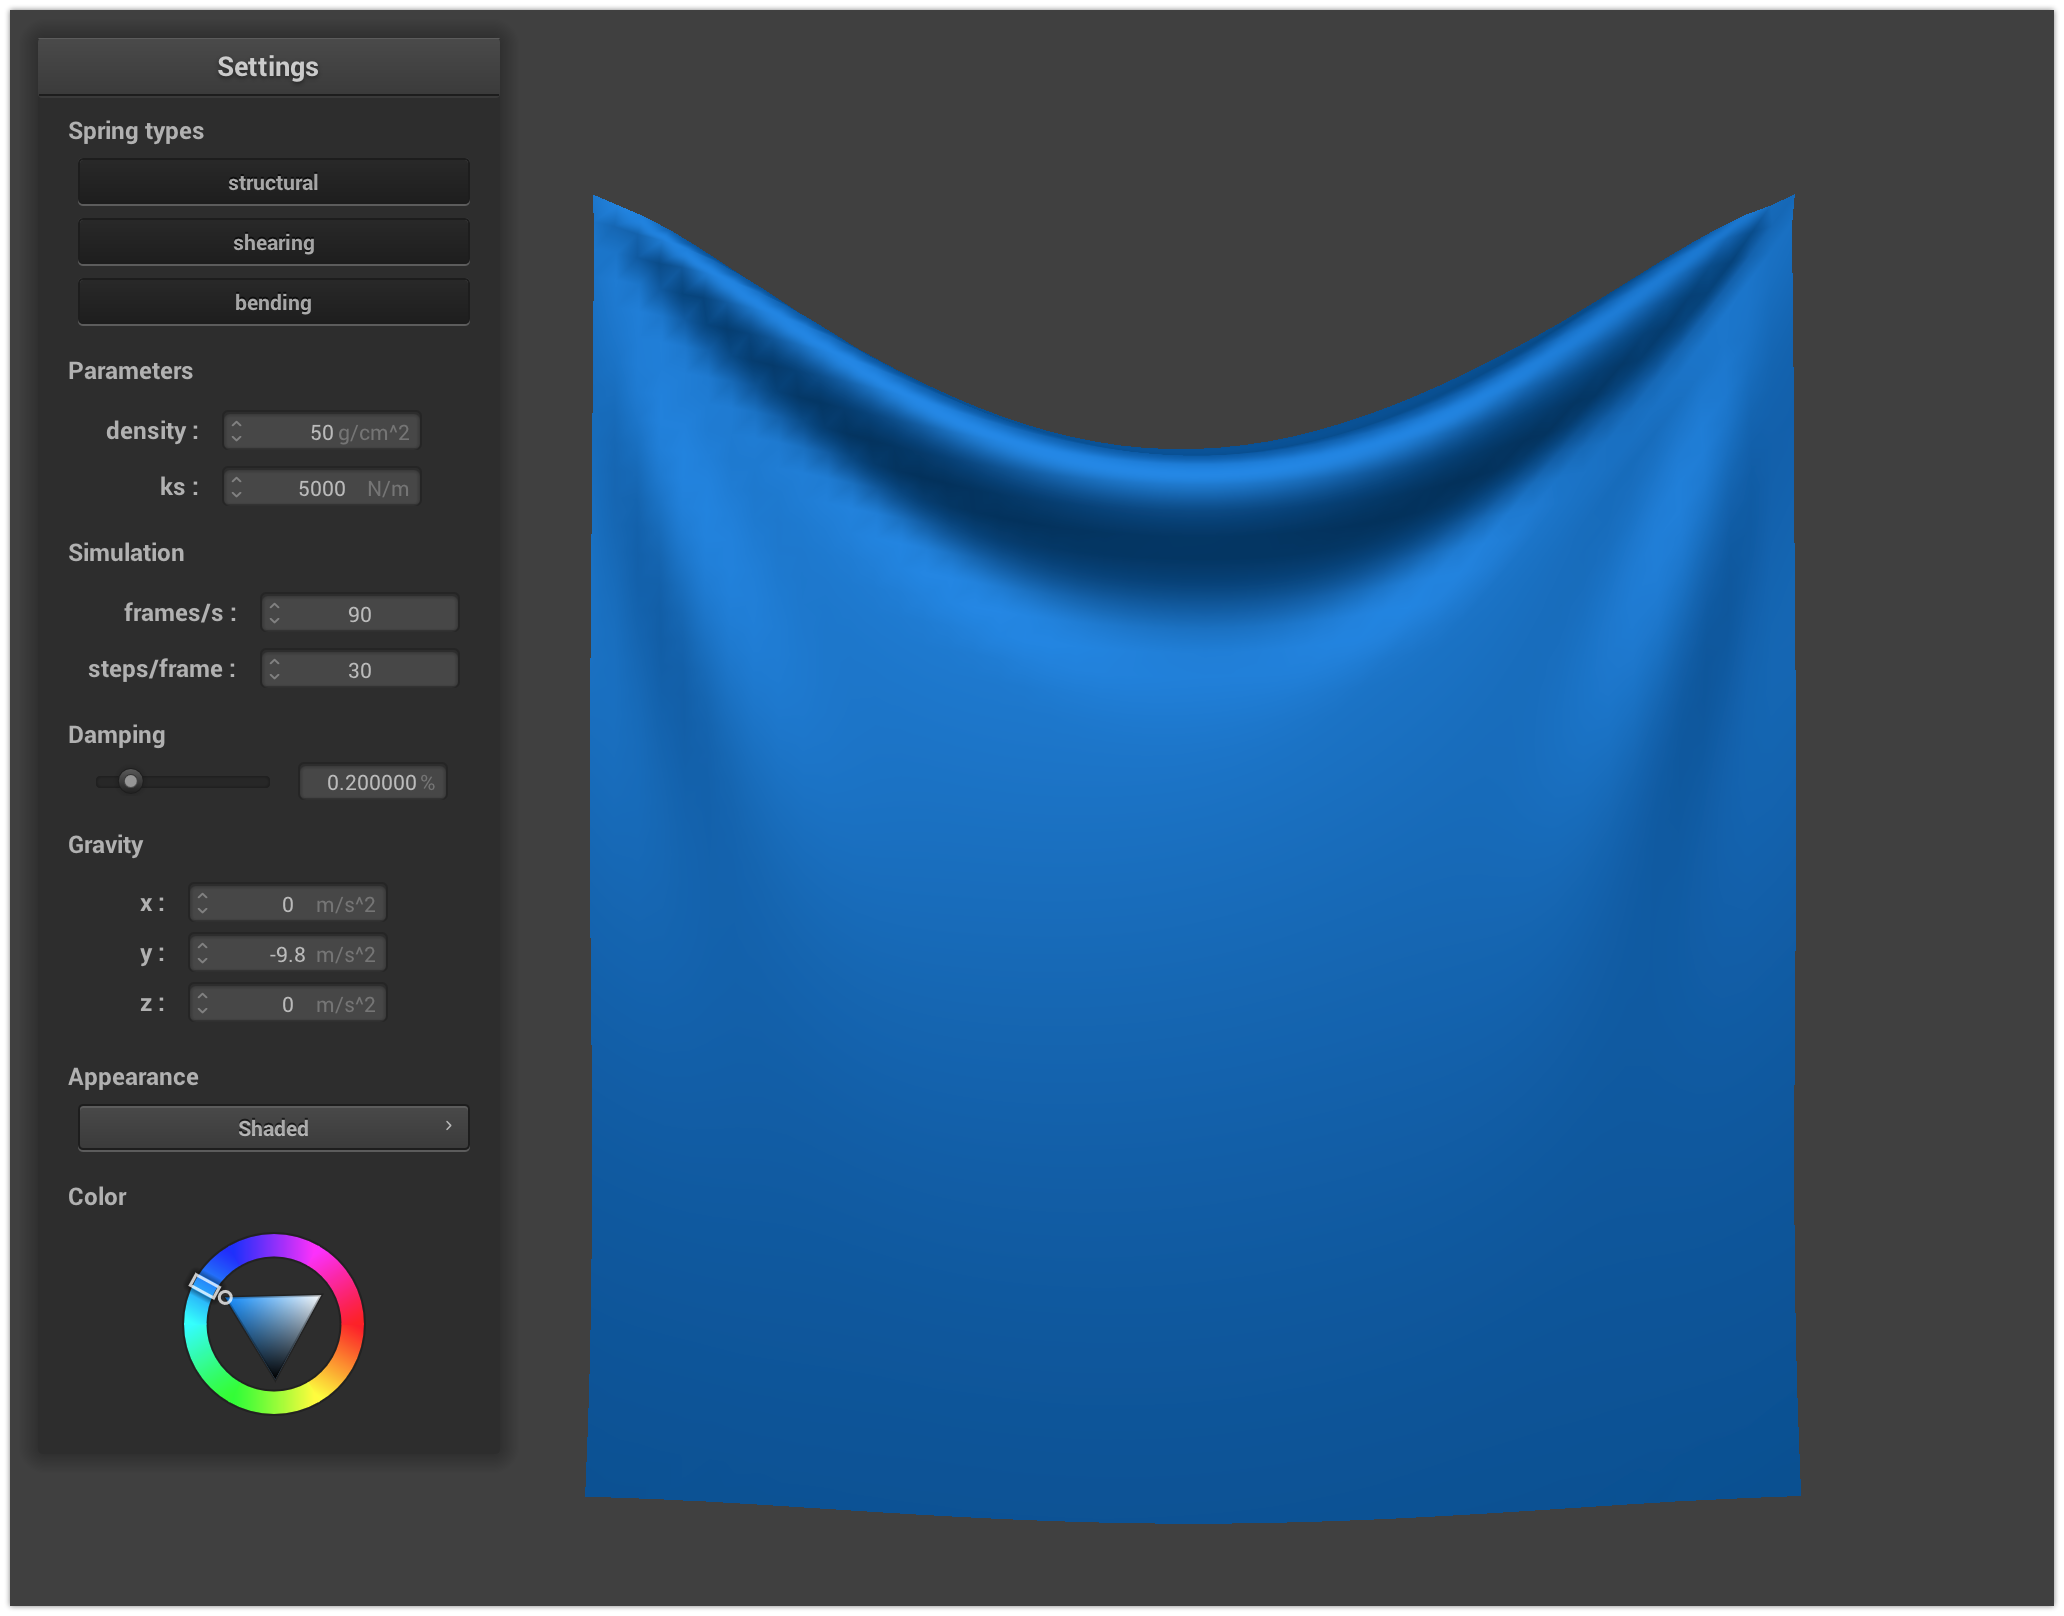 Settings
Spring types
structural
shearing
bending
Parameters
density : 50 g/cm^2
ks : 5000 N/m
Simulation
frames/s : 90
steps/frame : 30
Damping
0.200000 %
Gravity
x : 0 m/s^2
y : -9.8 m/s^2
z : 0 m/s^2
Appearance
Shaded
Color